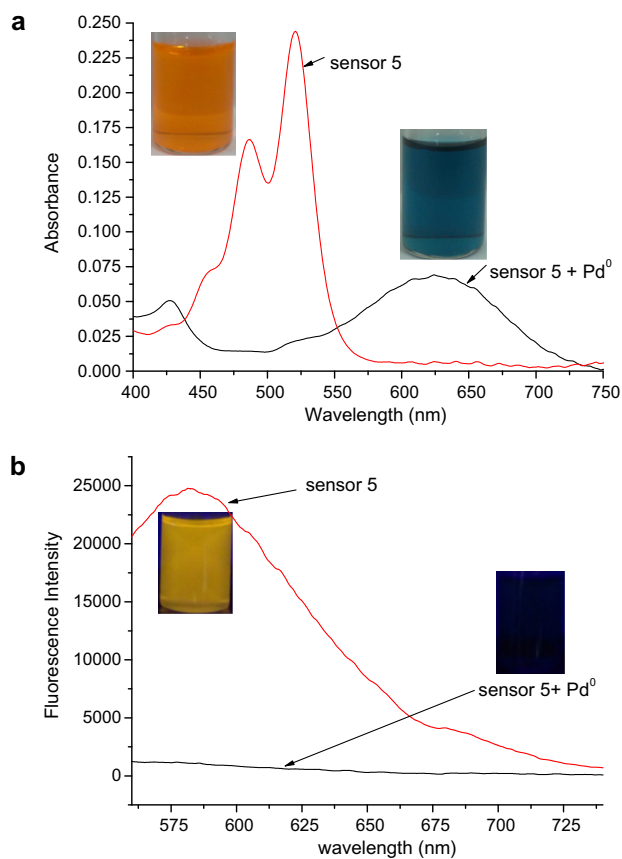 a
0.250
0.225
0.200
0.175
0.150
0.125
0.100
0.075
0.050
0.025
0.000
Absorbance
sensor 5
sensor 5 + Pd⁰
400 450 500 550 600 650 700 750
Wavelength (nm)
b
25000
20000
15000
10000
5000
0
Fluorescence Intensity
sensor 5
sensor 5+ Pd⁰
575 600 625 650 675 700 725
wavelength (nm)